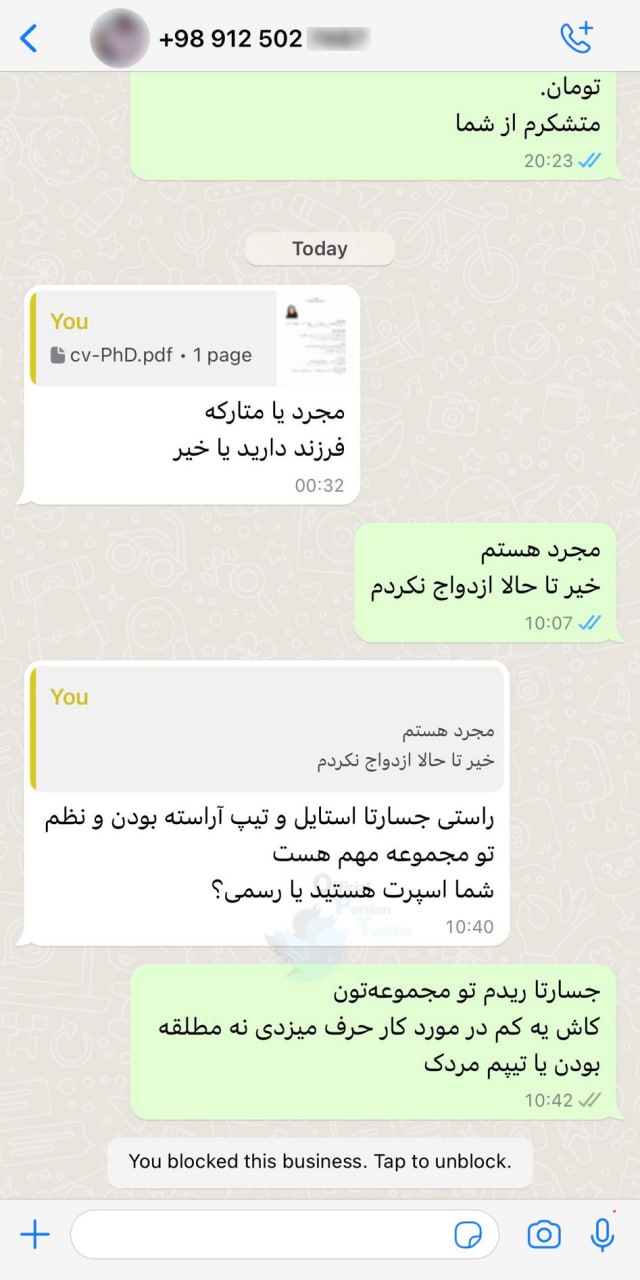 +98 912 502
تومان.
متشکرم از شما
20:23
Today
You
cv-PhD.pdf • 1 page
مجرد یا متارکه
فرزند دارید یا خیر
00:32
مجرد هستم
خیر تا حالا ازدواج نکردم
10:07
You
مجرد هستم
خیر تا حالا ازدواج نکردم
راستی جسارتا استایل و تیپ آراسته بودن و نظم
تو مجموعه مهم هست
شما اسپرت هستید یا رسمی؟
10:40
Official
Persian
Twitter
جسارتا ریدم تو مجموعه‌تون
کاش یه کم در مورد کار حرف میزدی نه مطلقه
بودن یا تیپم مردک
10:42
You blocked this business. Tap to unblock.